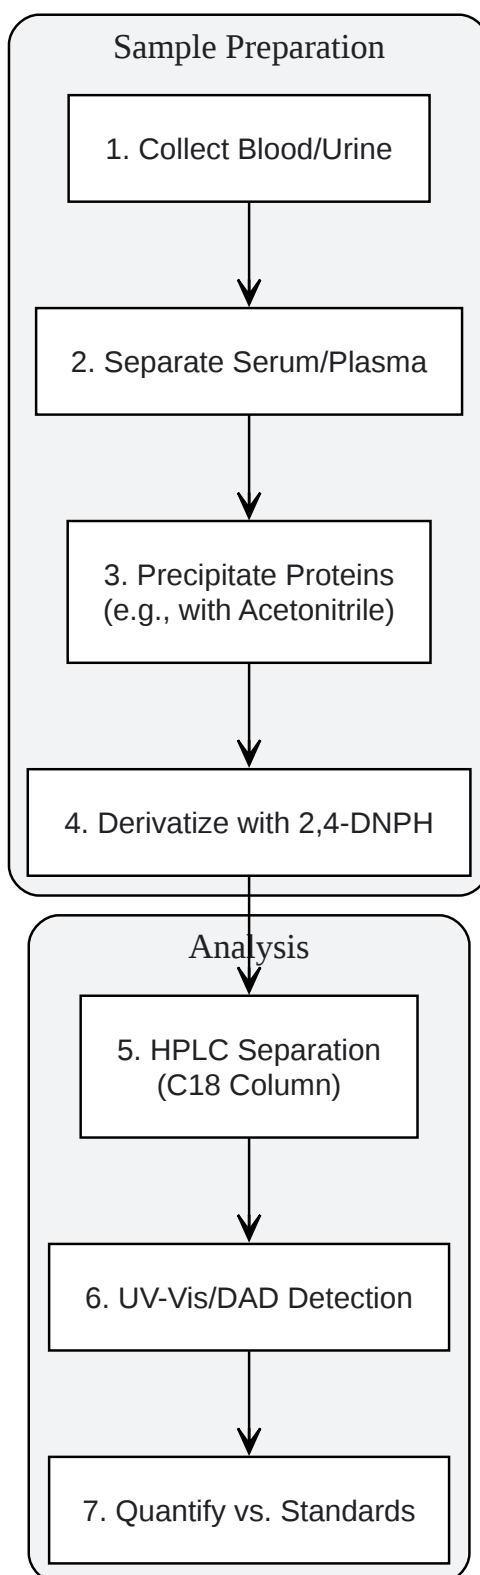 Sample Preparation
1. Collect Blood/Urine
2. Separate Serum/Plasma
3. Precipitate Proteins
(e.g., with Acetonitrile)
4. Derivatize with 2,4-DNPH
Analysis
5. HPLC Separation
(C18 Column)
6. UV-Vis/DAD Detection
7. Quantify vs. Standards